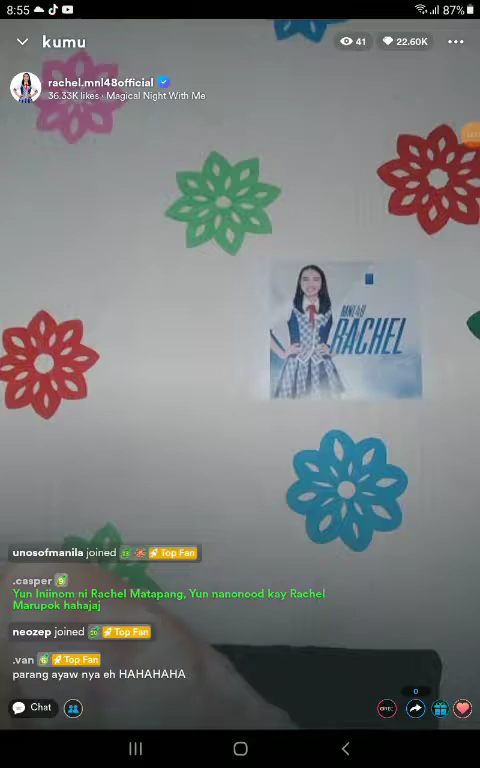 8:55
87%
kumu
41
22.60K
rachel.mnl48official
36.33K likes · Magical Night With Me
MNL48
RACHEL
unosofmanila joined Top Fan
.casper 9
Yun Iniinom ni Rachel Matapang, Yun nanonood kay Rachel
Marupok hahajaj
neozep joined Top Fan
.van Top Fan
parang ayaw nya eh HAHAHAHA
0
Chat